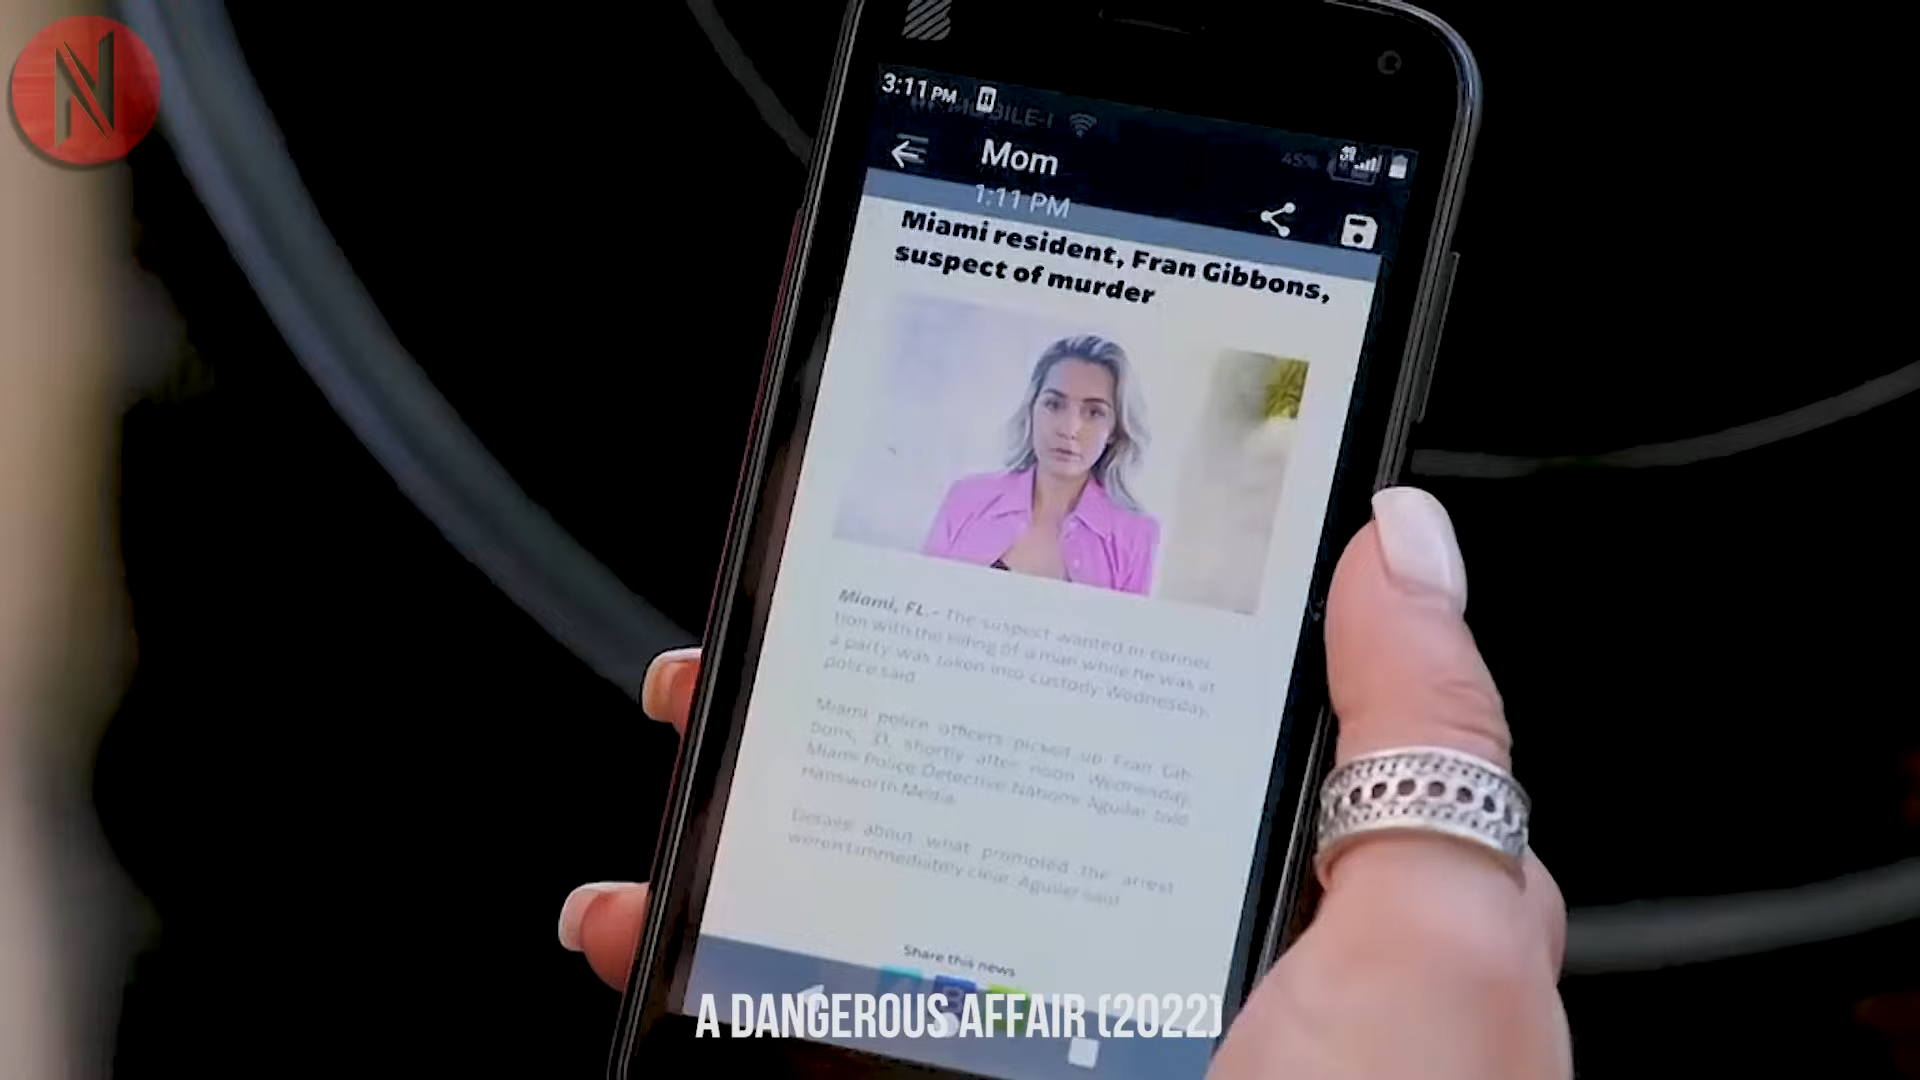 N
3:11 PM
45%
Mom
1:11 PM
Miami resident, Fran Gibbons,
suspect of murder
Miami, FL.- The suspect wanted in connec
tion with the killing of a man while he was at
a party was taken into custody Wednesday,
police said
Miami police officers picked up Fran Gib-
bons, 31, shortly after noon Wednesday,
Miami Police Detective Aguilar told
Hansworth Media
Details about what prompted the arrest
weren't immediately clear, Aguilar said
Share this news
A DANGEROUS AFFAIR (2022)